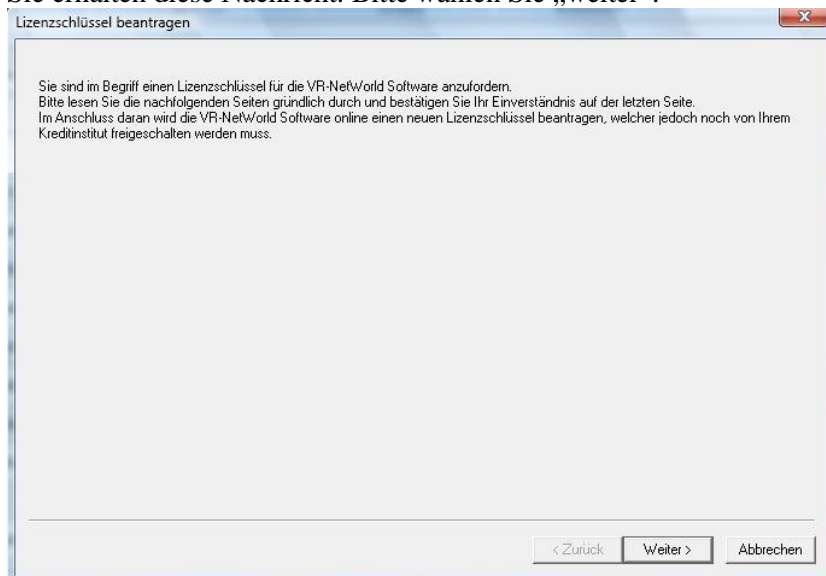 Sie erhalten diese Nachricht. Bitte wählen Sie „weiter“.
Lizenzschlüssel beantragen
Sie sind im Begriff einen Lizenzschlüssel für die VR-NetWorld Software anzufordern.
Bitte lesen Sie die nachfolgenden Seiten gründlich durch und bestätigen Sie Ihr Einverständnis auf der letzten Seite.
Im Anschluss daran wird die VR-NetWorld Software online einen neuen Lizenzschlüssel beantragen, welcher jedoch noch von Ihrem
Kreditinstitut freigeschalten werden muss.
< Zurück Weiter > Abbrechen